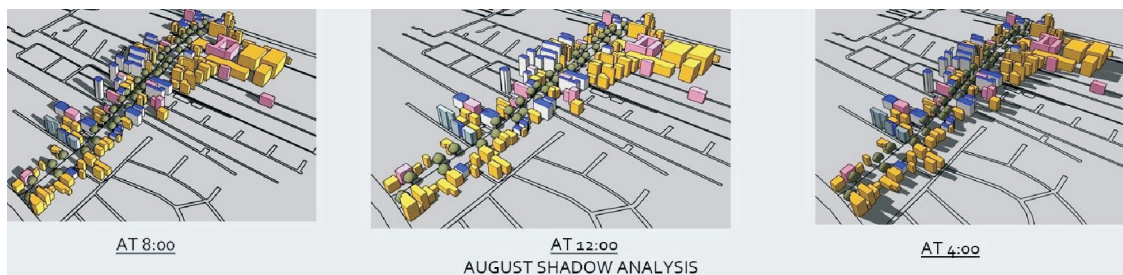 AT 8:00
AT 12:00
AT 4:00
AUGUST SHADOW ANALYSIS